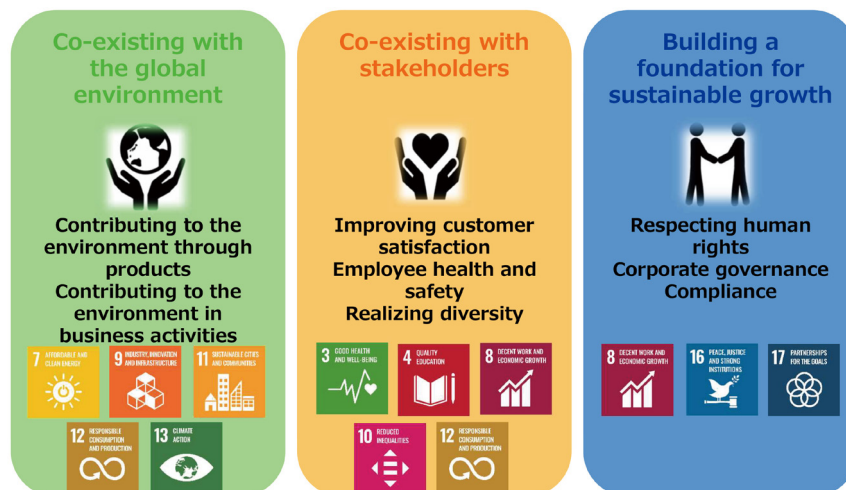 Co-existing with
the global
environment
Contributing to the
environment through
products
Contributing to the
environment in
business activities
7 AFFORDABLE AND
CLEAN ENERGY
9 INDUSTRY, INNOVATION
AND INFRASTRUCTURE
11 SUSTAINABLE CITIES
AND COMMUNITIES
12 RESPONSIBLE
CONSUMPTION
AND PRODUCTION
13 CLIMATE
ACTION
Co-existing with
stakeholders
Improving customer
satisfaction
Employee health and
safety
Realizing diversity
3 GOOD HEALTH
AND WELL-BEING
4 QUALITY
EDUCATION
8 DECENT WORK AND
ECONOMIC GROWTH
10 REDUCED
INEQUALITIES
12 RESPONSIBLE
CONSUMPTION
AND PRODUCTION
Building a
foundation for
sustainable growth
Respecting human
rights
Corporate governance
Compliance
8 DECENT WORK AND
ECONOMIC GROWTH
16 PEACE, JUSTICE
AND STRONG
INSTITUTIONS
17 PARTNERSHIPS
FOR THE GOALS